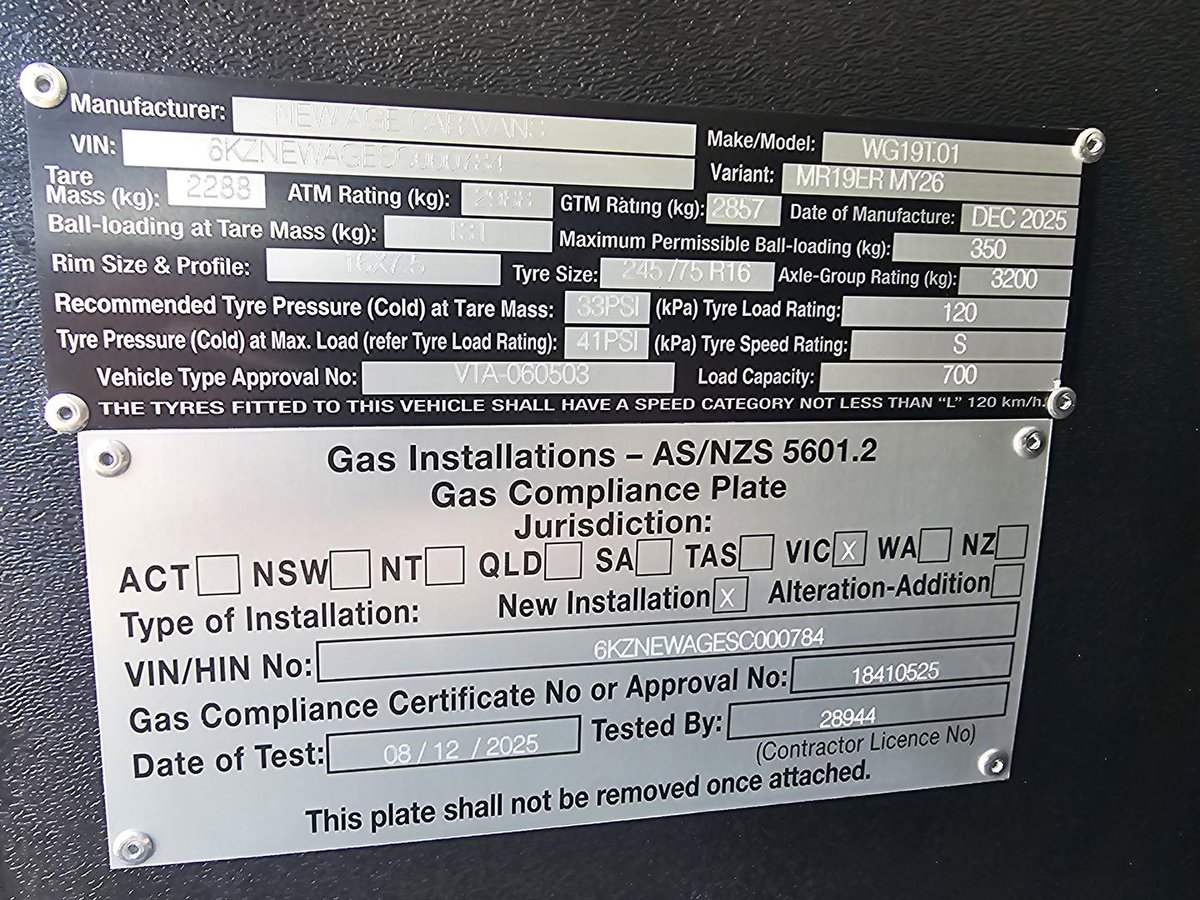 Manufacturer: NEW AGE CARAVANS Make/Model: WG19T.01
VIN: 6KZNEWAGESC000784 Variant: MR19ER MY26
Tare Mass (kg): 2288 ATM Rating (kg): 2988 GTM Rating (kg): 2857 Date of Manufacture: DEC 2025
Ball-loading at Tare Mass (kg): 131 Maximum Permissible Ball-loading (kg): 350
Rim Size & Profile: 16X7.5 Tyre Size: 245 /75 R16 Axle-Group Rating (kg): 3200
Recommended Tyre Pressure (Cold) at Tare Mass: 33PSI (kPa) Tyre Load Rating: 120
Tyre Pressure (Cold) at Max. Load (refer Tyre Load Rating): 41PSI (kPa) Tyre Speed Rating: S
Vehicle Type Approval No: VTA-060503 Load Capacity: 700
THE TYRES FITTED TO THIS VEHICLE SHALL HAVE A SPEED CATEGORY NOT LESS THAN “L” 120 km/h.
Gas Installations – AS/NZS 5601.2
Gas Compliance Plate
Jurisdiction:
ACT NSW NT QLD SA TAS VIC X WA NZ
Type of Installation: New Installation X Alteration-Addition
VIN/HIN No: 6KZNEWAGESC000784
Gas Compliance Certificate No or Approval No: 18410525
Date of Test: 08 / 12 / 2025 Tested By: 28944
(Contractor Licence No)
This plate shall not be removed once attached.